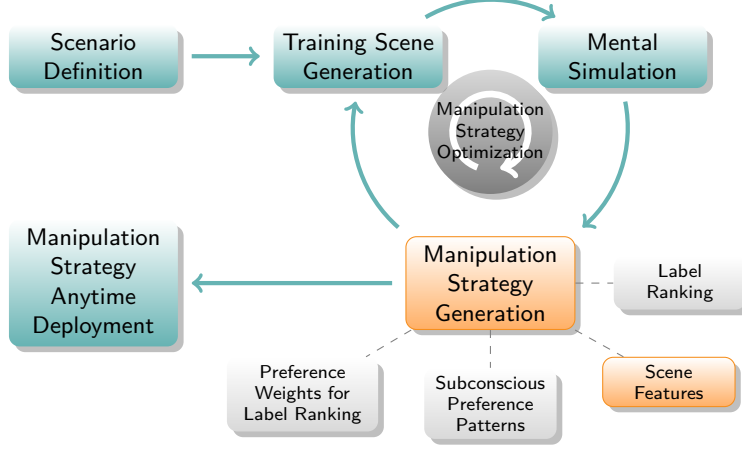 Scenario
Definition
Training Scene
Generation
Mental
Simulation
Manipulation
Strategy
Optimization
Manipulation
Strategy
Anytime
Deployment
Manipulation
Strategy
Generation
Label
Ranking
Preference
Weights for
Label Ranking
Subconscious
Preference
Patterns
Scene
Features